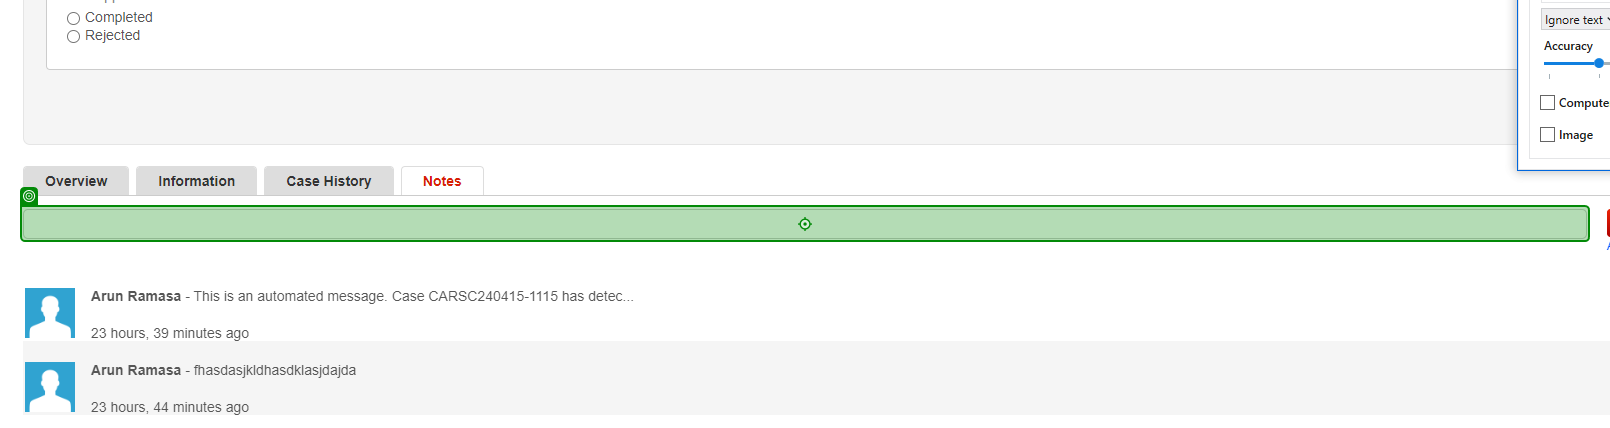 Completed
Rejected
Ignore text
Accuracy
Compute
Image
Overview Information Case History Notes
Arun Ramasa - This is an automated message. Case CARSC240415-1115 has detec...
23 hours, 39 minutes ago
Arun Ramasa - fhasdasjkldhasdklasjdajda
23 hours, 44 minutes ago